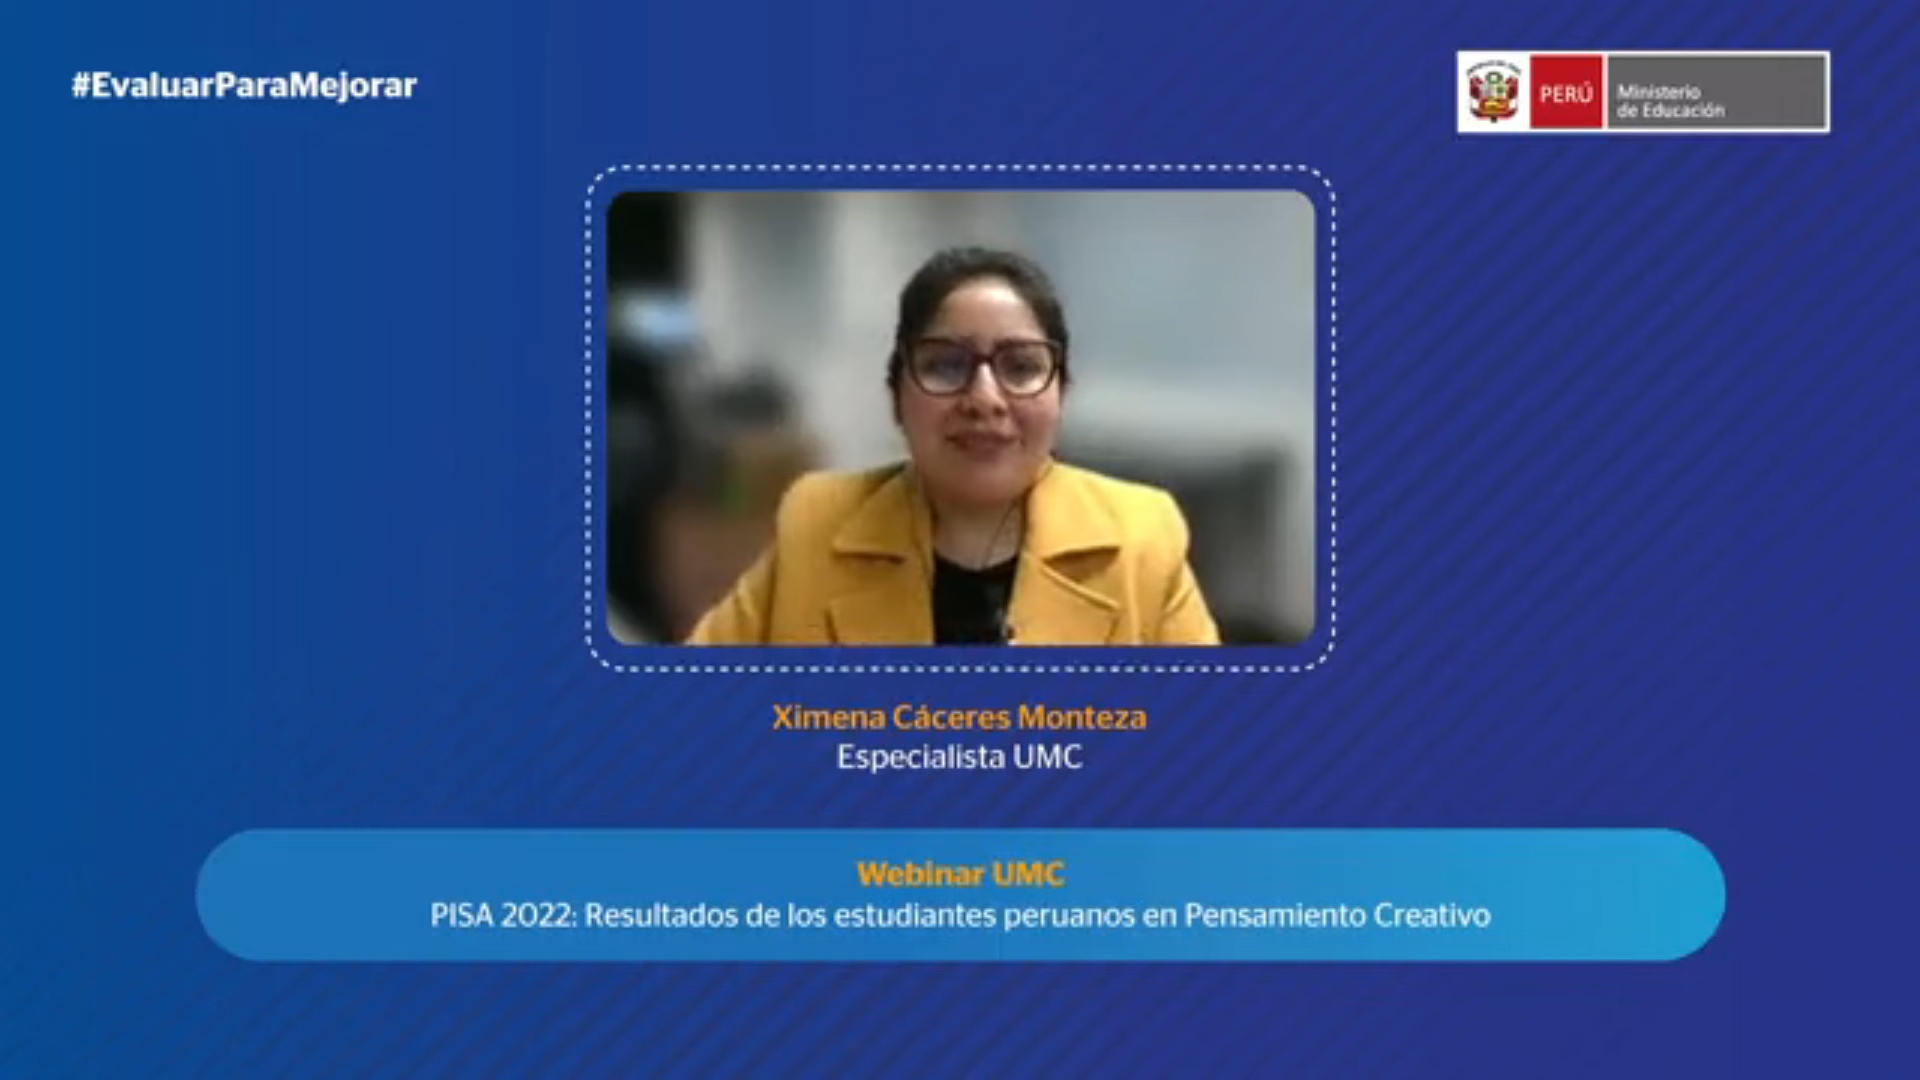 #EvaluarParaMejorar
PERÚ
Ministerio
de Educación
Ximena Cáceres Monteza
Especialista UMC
Webinar UMC
PISA 2022: Resultados de los estudiantes peruanos en Pensamiento Creativo